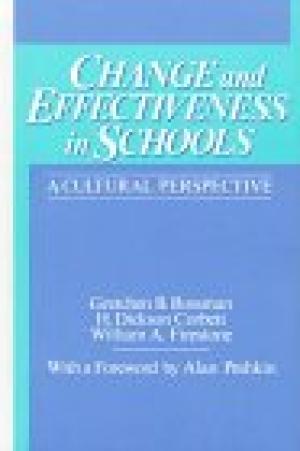 CHANGE and
EFFECTIVENESS
in SCHOOLS
A CULTURAL PERSPECTIVE
Gretchen B. Rossman
H. Dickson Corbett
William A. Firestone
With a Foreword by Alan Peshkin